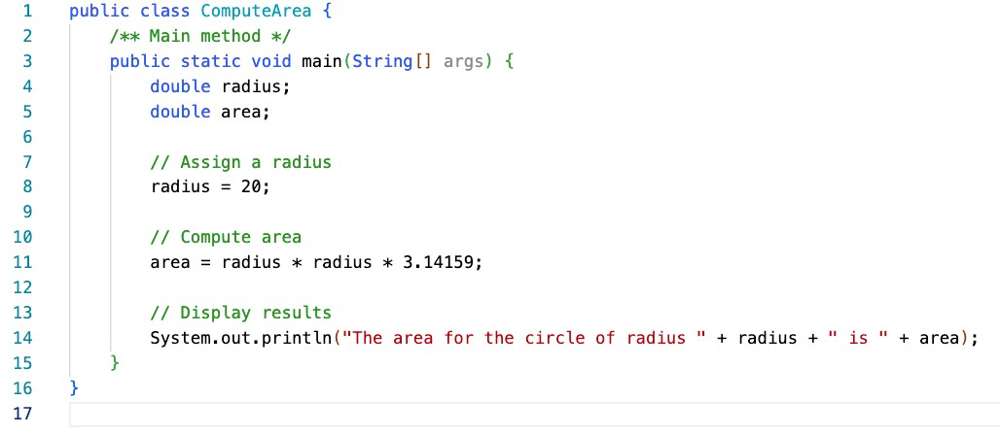 1 public class ComputeArea {
2 /** Main method */
3 public static void main(String[] args) {
4 double radius;
5 double area;
6
7 // Assign a radius
8 radius = 20;
9
10 // Compute area
11 area = radius * radius * 3.14159;
12
13 // Display results
14 System.out.println("The area for the circle of radius " + radius + " is " + area);
15 }
16 }
17